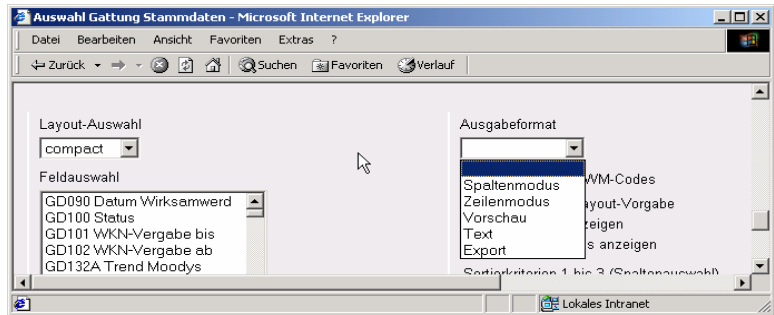 Auswahl Gattung Stammdaten - Microsoft Internet Explorer
Datei Bearbeiten Ansicht Favoriten Extras ?
Zurück Suchen Favoriten Verlauf
Layout-Auswahl
compact
Feldauswahl
GD090 Datum Wirksamwerd
GD100 Status
GD101 WKN-Vergabe bis
GD102 WKN-Vergabe ab
GD132A Trend Moodys
Ausgabeformat
Spaltenmodus
Zeilenmodus
Vorschau
Text
Export
WM-Codes
ayout-Vorgabe
zeigen
s anzeigen
Sortierkriterien 1 bis 3 (Spaltenauswahl)
Lokales Intranet